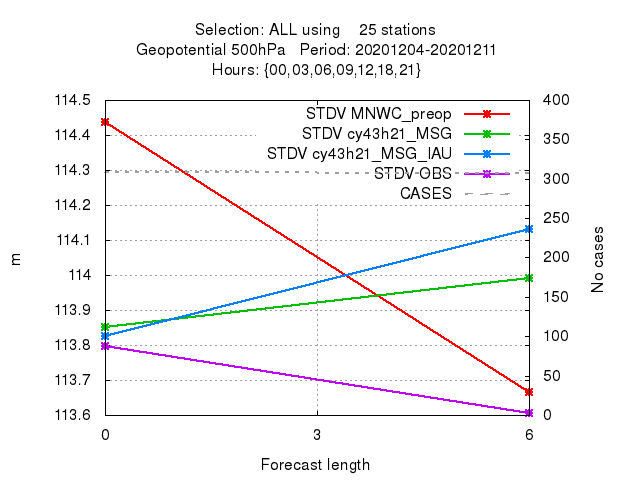 Selection: ALL using    25 stations
Geopotential 500hPa   Period: 20201204-20201211
Hours: {00,03,06,09,12,18,21}
114.5
114.4
114.3
114.2
114.1
114
113.9
113.8
113.7
113.6
m
STDV MNWC_preop
STDV cy43h21_MSG
STDV cy43h21_MSG_IAU
STDV OBS
CASES
400
350
300
250
200
150
100
50
0
No cases
0
3
6
Forecast length